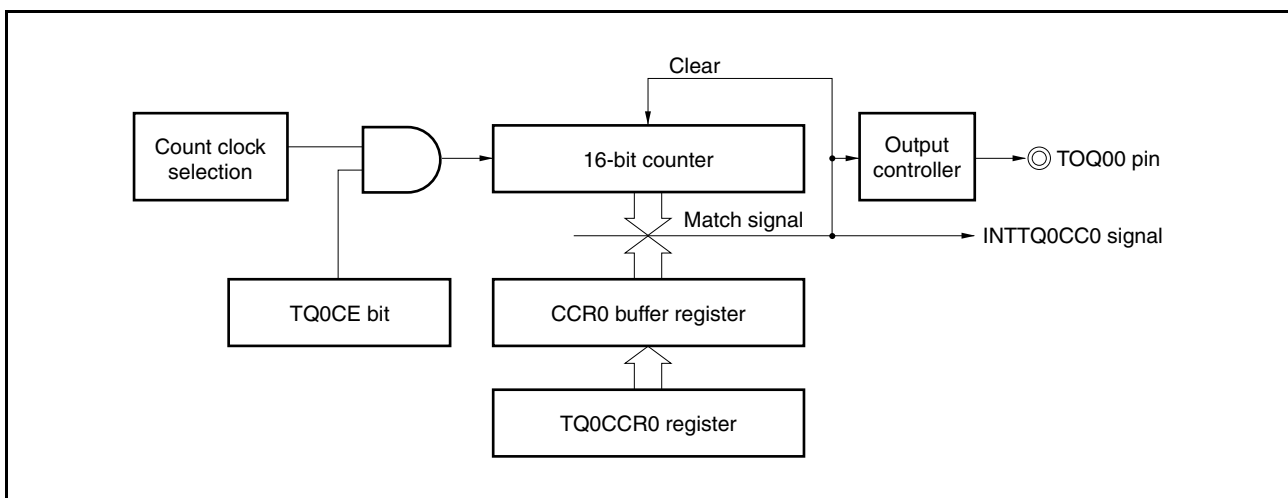 Clear
Count clock
selection
16-bit counter
Output
controller
TOQ00 pin
Match signal
INTTQ0CC0 signal
TQ0CE bit
CCR0 buffer register
TQ0CCR0 register